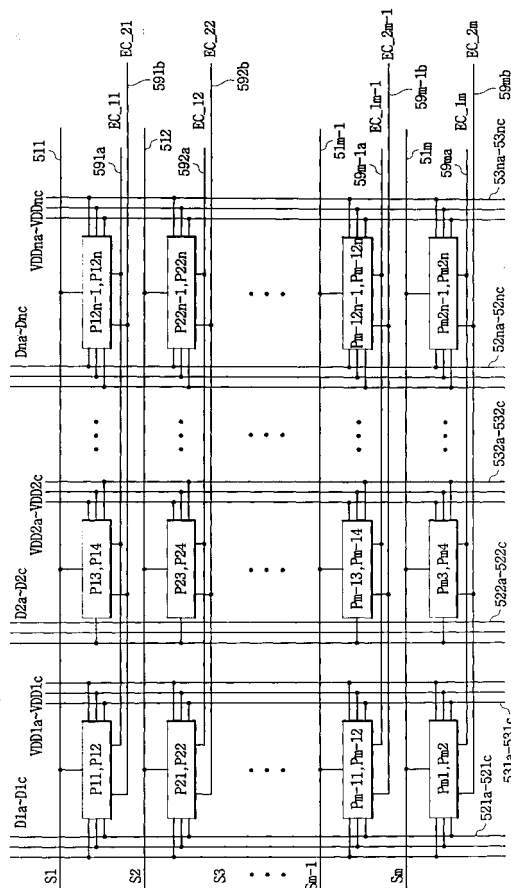 S1
S2
S3
Sm-1
Sm
D1a~D1c
VDD1a~VDD1c
D2a~D2c
VDD2a~VDD2c
Dna~Dnc
VDDna~VDDnc
511
EC_11
EC_21
591a
591b
512
EC_12
EC_22
592a
592b
51m-1
EC_1m-1
EC_2m-1
59m-1a
59m-1b
51m
EC_1m
EC_2m
59ma
59mb
P11,P12
P13,P14
P12n-1,P12n
P21,P22
P23,P24
P22n-1,P22n
Pm-11,Pm-12
Pm-13,Pm-14
Pm-12n-1,Pm-12n
Pm1,Pm2
Pm3,Pm4
Pm2n-1,Pm2n
521a-521c
531a-531c
522a-522c
532a-532c
52na-52nc
53na-53nc